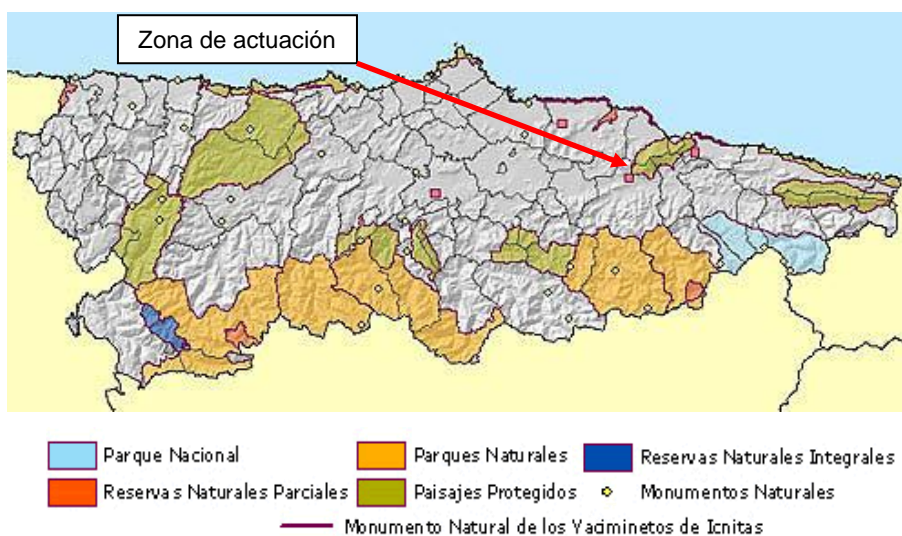 Zona de actuación
Parque Nacional
Parques Naturales
Reservas Naturales Integrales
Reservas Naturales Parciales
Paisajes Protegidos
Monumentos Naturales
Monumento Natural de los Yaciminetos de Icnitas